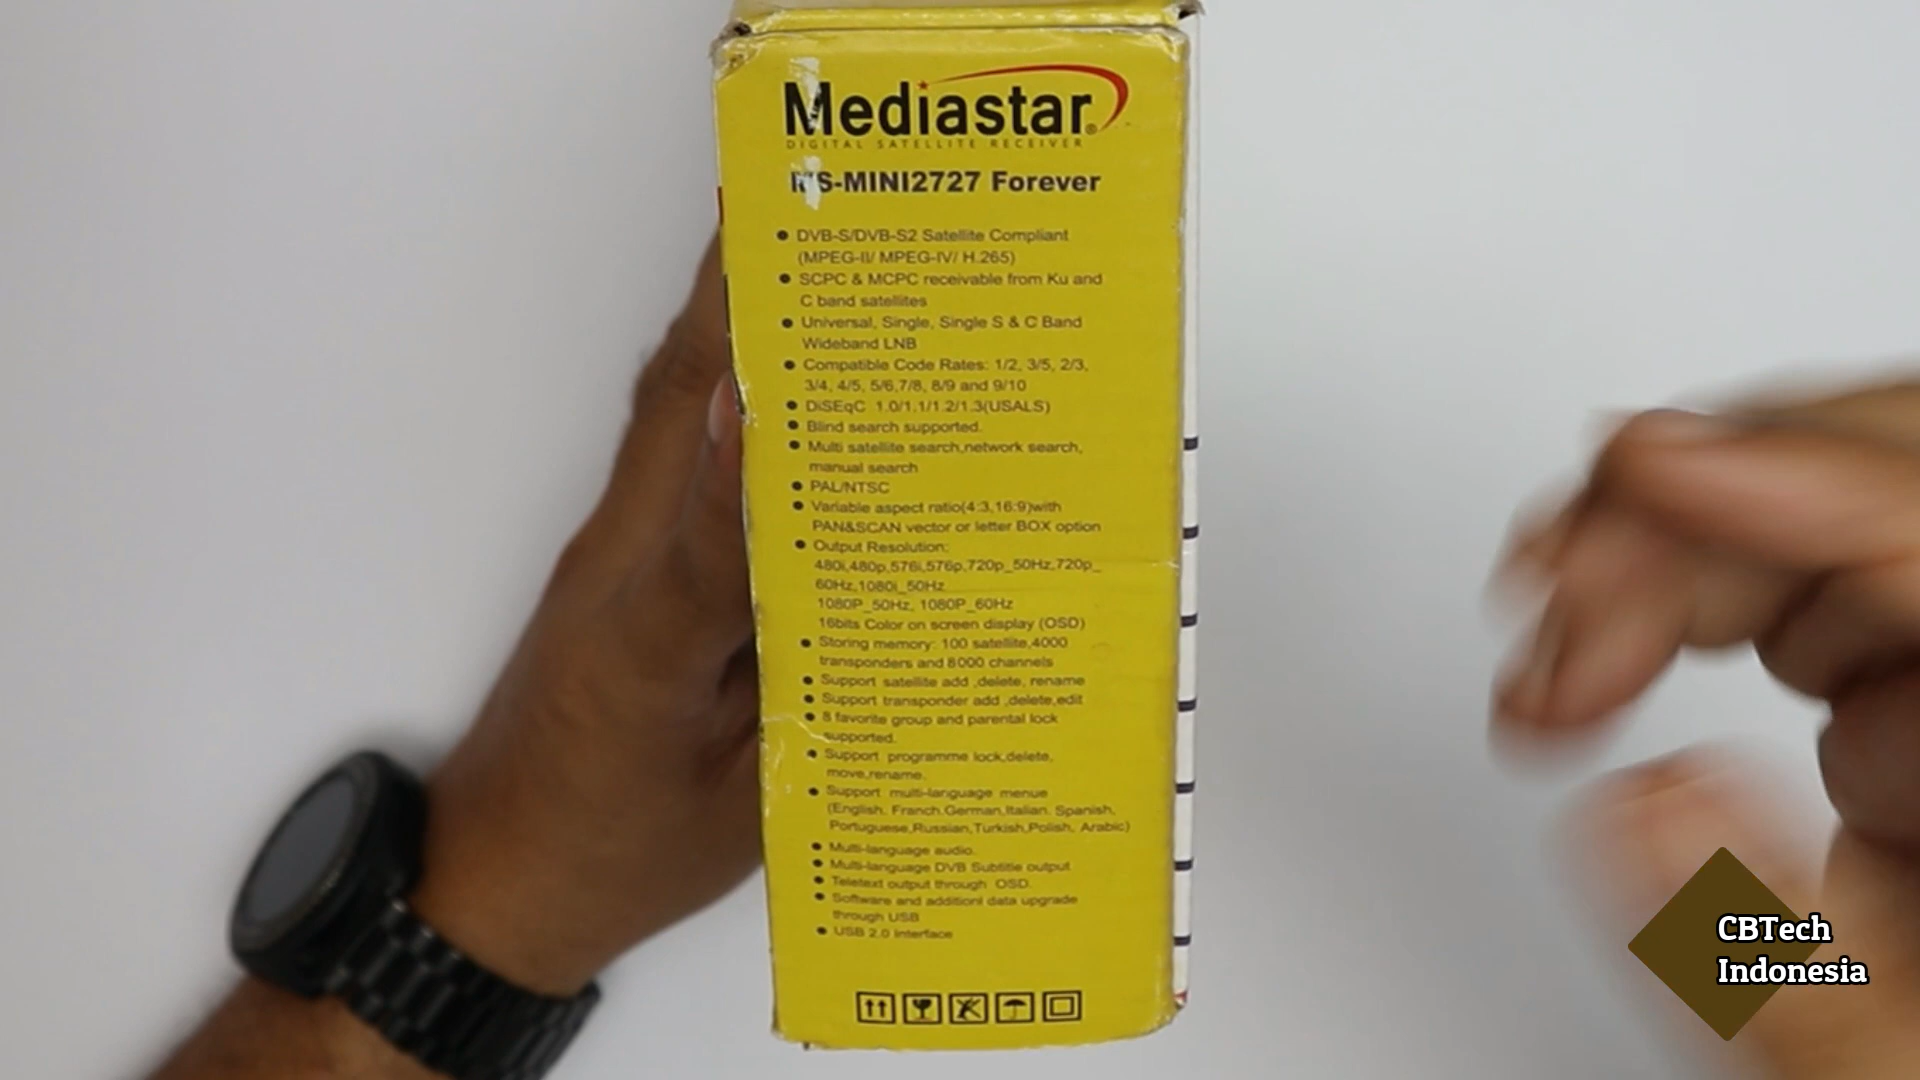 Mediastar
DIGITAL SATELLITE RECEIVER
MS-MINI2727 Forever
● DVB-S/DVB-S2 Satellite Compliant
(MPEG-II/ MPEG-IV/ H.265)
● SCPC & MCPC receivable from Ku and
C band satellites
● Universal, Single, Single S & C Band
Wideband LNB
● Compatible Code Rates: 1/2, 3/5, 2/3,
3/4, 4/5, 5/6,7/8, 8/9 and 9/10
● DiSEqC 1.0/1.1/1.2/1.3(USALS)
● Blind search supported.
● Multi satellite search,network search,
manual search
● PAL/NTSC
● Variable aspect ratio(4:3,16:9)with
PAN&SCAN vector or letter BOX option
● Output Resolution:
480i,480p,576i,576p,720p_50Hz,720p_
60Hz,1080i_50Hz
1080P_50Hz, 1080P_60Hz
16bits Color on screen display (OSD)
● Storing memory: 100 satellite,4000
transponders and 8000 channels
● Support satellite add ,delete, rename
● Support transponder add ,delete,edit
● 8 favorite group and parental lock
supported.
● Support programme lock,delete,
move,rename.
● Support multi-language menue
(English, Franch,German,Italian, Spanish,
Portuguese,Russian,Turkish,Polish, Arabic)
● Multi-language audio.
● Multi-language DVB Subtitle output
● Teletext output through OSD.
● Software and additionl data upgrade
through USB
● USB 2.0 Interface
CBTech
Indonesia